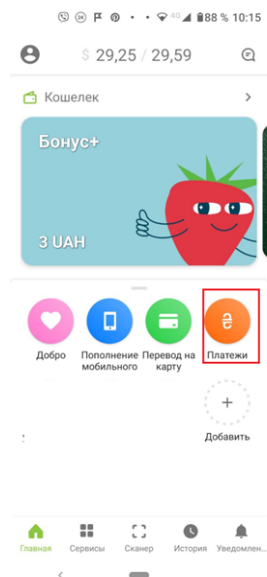 4G 88 % 10:15
$ 29,25 / 29,59
Кошелек
Бонус+
3 UAH
Добро
Пополнение мобильного
Перевод на карту
₴
Платежи
+
Добавить
:
Главная
Сервисы
Сканер
История
Уведомлен...